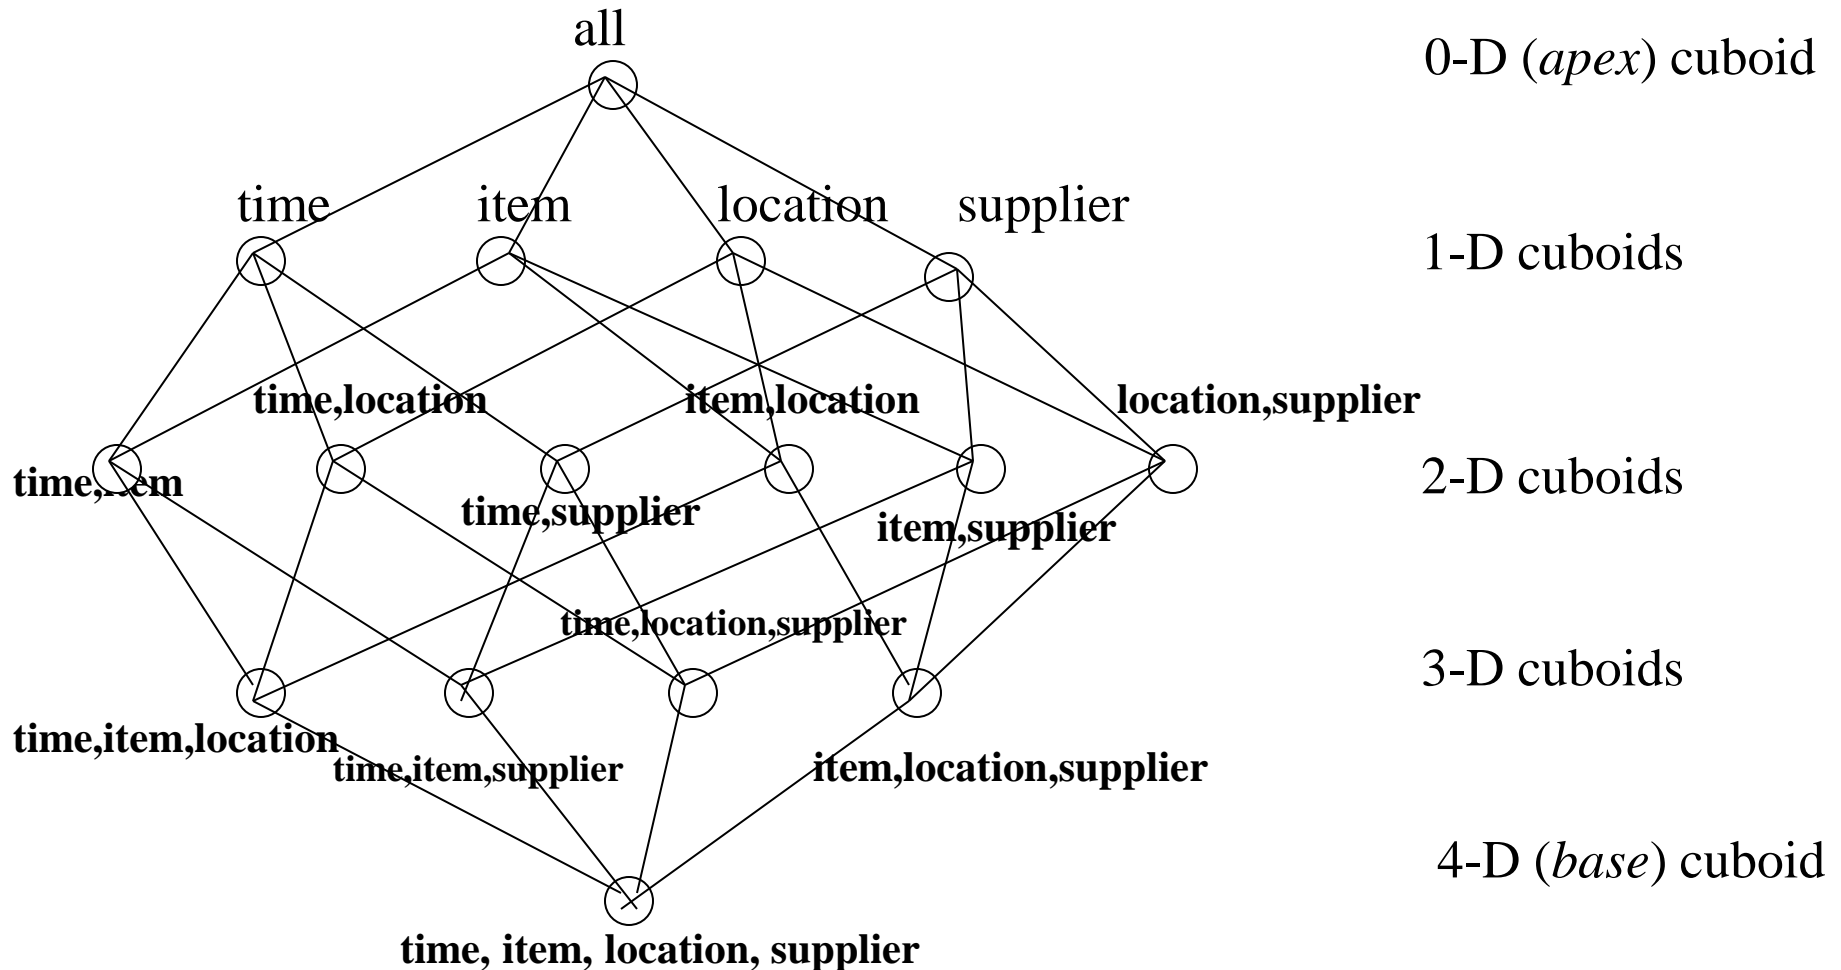 all
0-D (apex) cuboid
time
item
location
supplier
1-D cuboids
time,location
item,location
location,supplier
time,item
2-D cuboids
time,supplier
item,supplier
time,location,supplier
3-D cuboids
time,item,location
time,item,supplier
item,location,supplier
4-D (base) cuboid
time, item, location, supplier